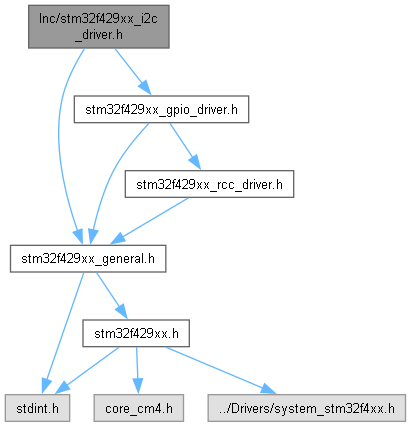 Inc/stm32f429xx_i2c
_driver.h
stm32f429xx_gpio_driver.h
stm32f429xx_rcc_driver.h
stm32f429xx_general.h
stm32f429xx.h
stdint.h
core_cm4.h
../Drivers/system_stm32f4xx.h